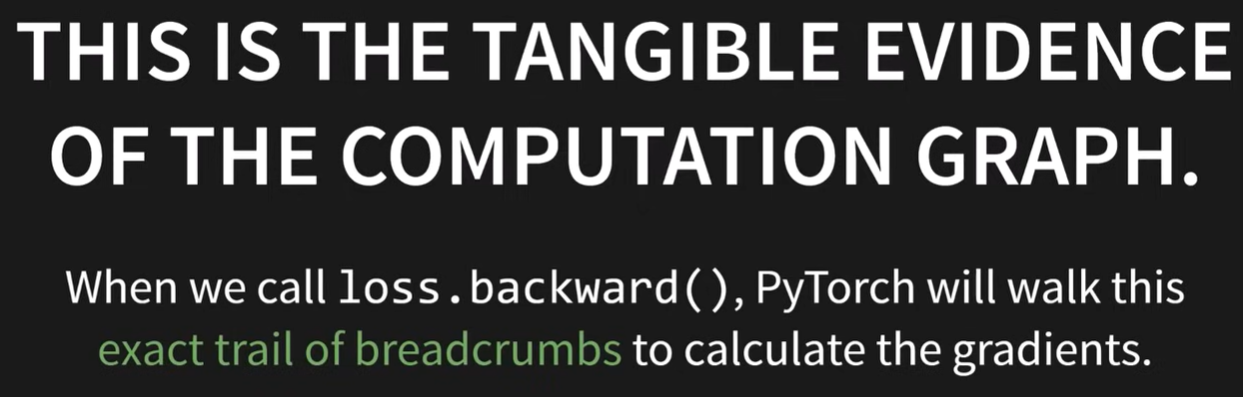 THIS IS THE TANGIBLE EVIDENCE
OF THE COMPUTATION GRAPH.
When we call loss.backward(), PyTorch will walk this
exact trail of breadcrumbs to calculate the gradients.